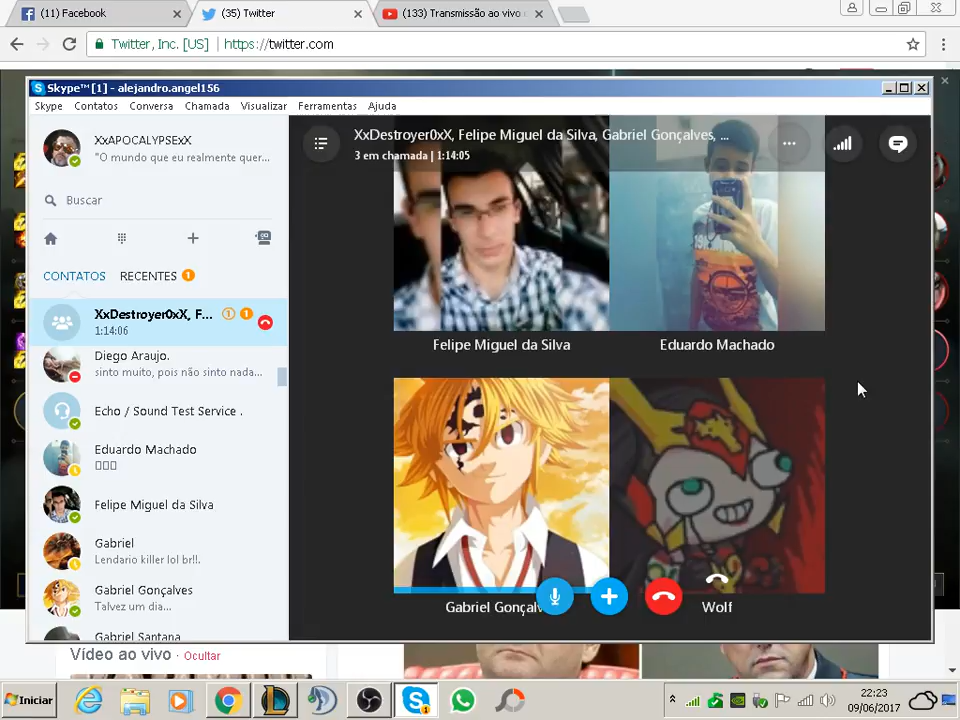 (11) Facebook
(35) Twitter
(133) Transmissão ao vivo
Twitter, Inc. [US]
https://twitter.com
Skype™ [1] - alejandro.angel156
Skype Contatos Conversa Chamada Visualizar Ferramentas Ajuda
XxAPOCALYPSExX
"O mundo que eu realmente quer...
Buscar
CONTATOS RECENTES 1
XxDestroyer0xX, F... 1 1
1:14:06
Diego Araujo.
sinto muito, pois não sinto nada...
Echo / Sound Test Service .
Eduardo Machado
Felipe Miguel da Silva
Gabriel
Lendario killer lol br!!.
Gabriel Gonçalves
Talvez um dia...
Gabriel Santana
XxDestroyer0xX, Felipe Miguel da Silva, Gabriel Gonçalves, ...
3 em chamada | 1:14:05
Felipe Miguel da Silva
Eduardo Machado
Gabriel Gonçalv
Wolf
Vídeo ao vivo · Ocultar
Iniciar
22:23
09/06/2017